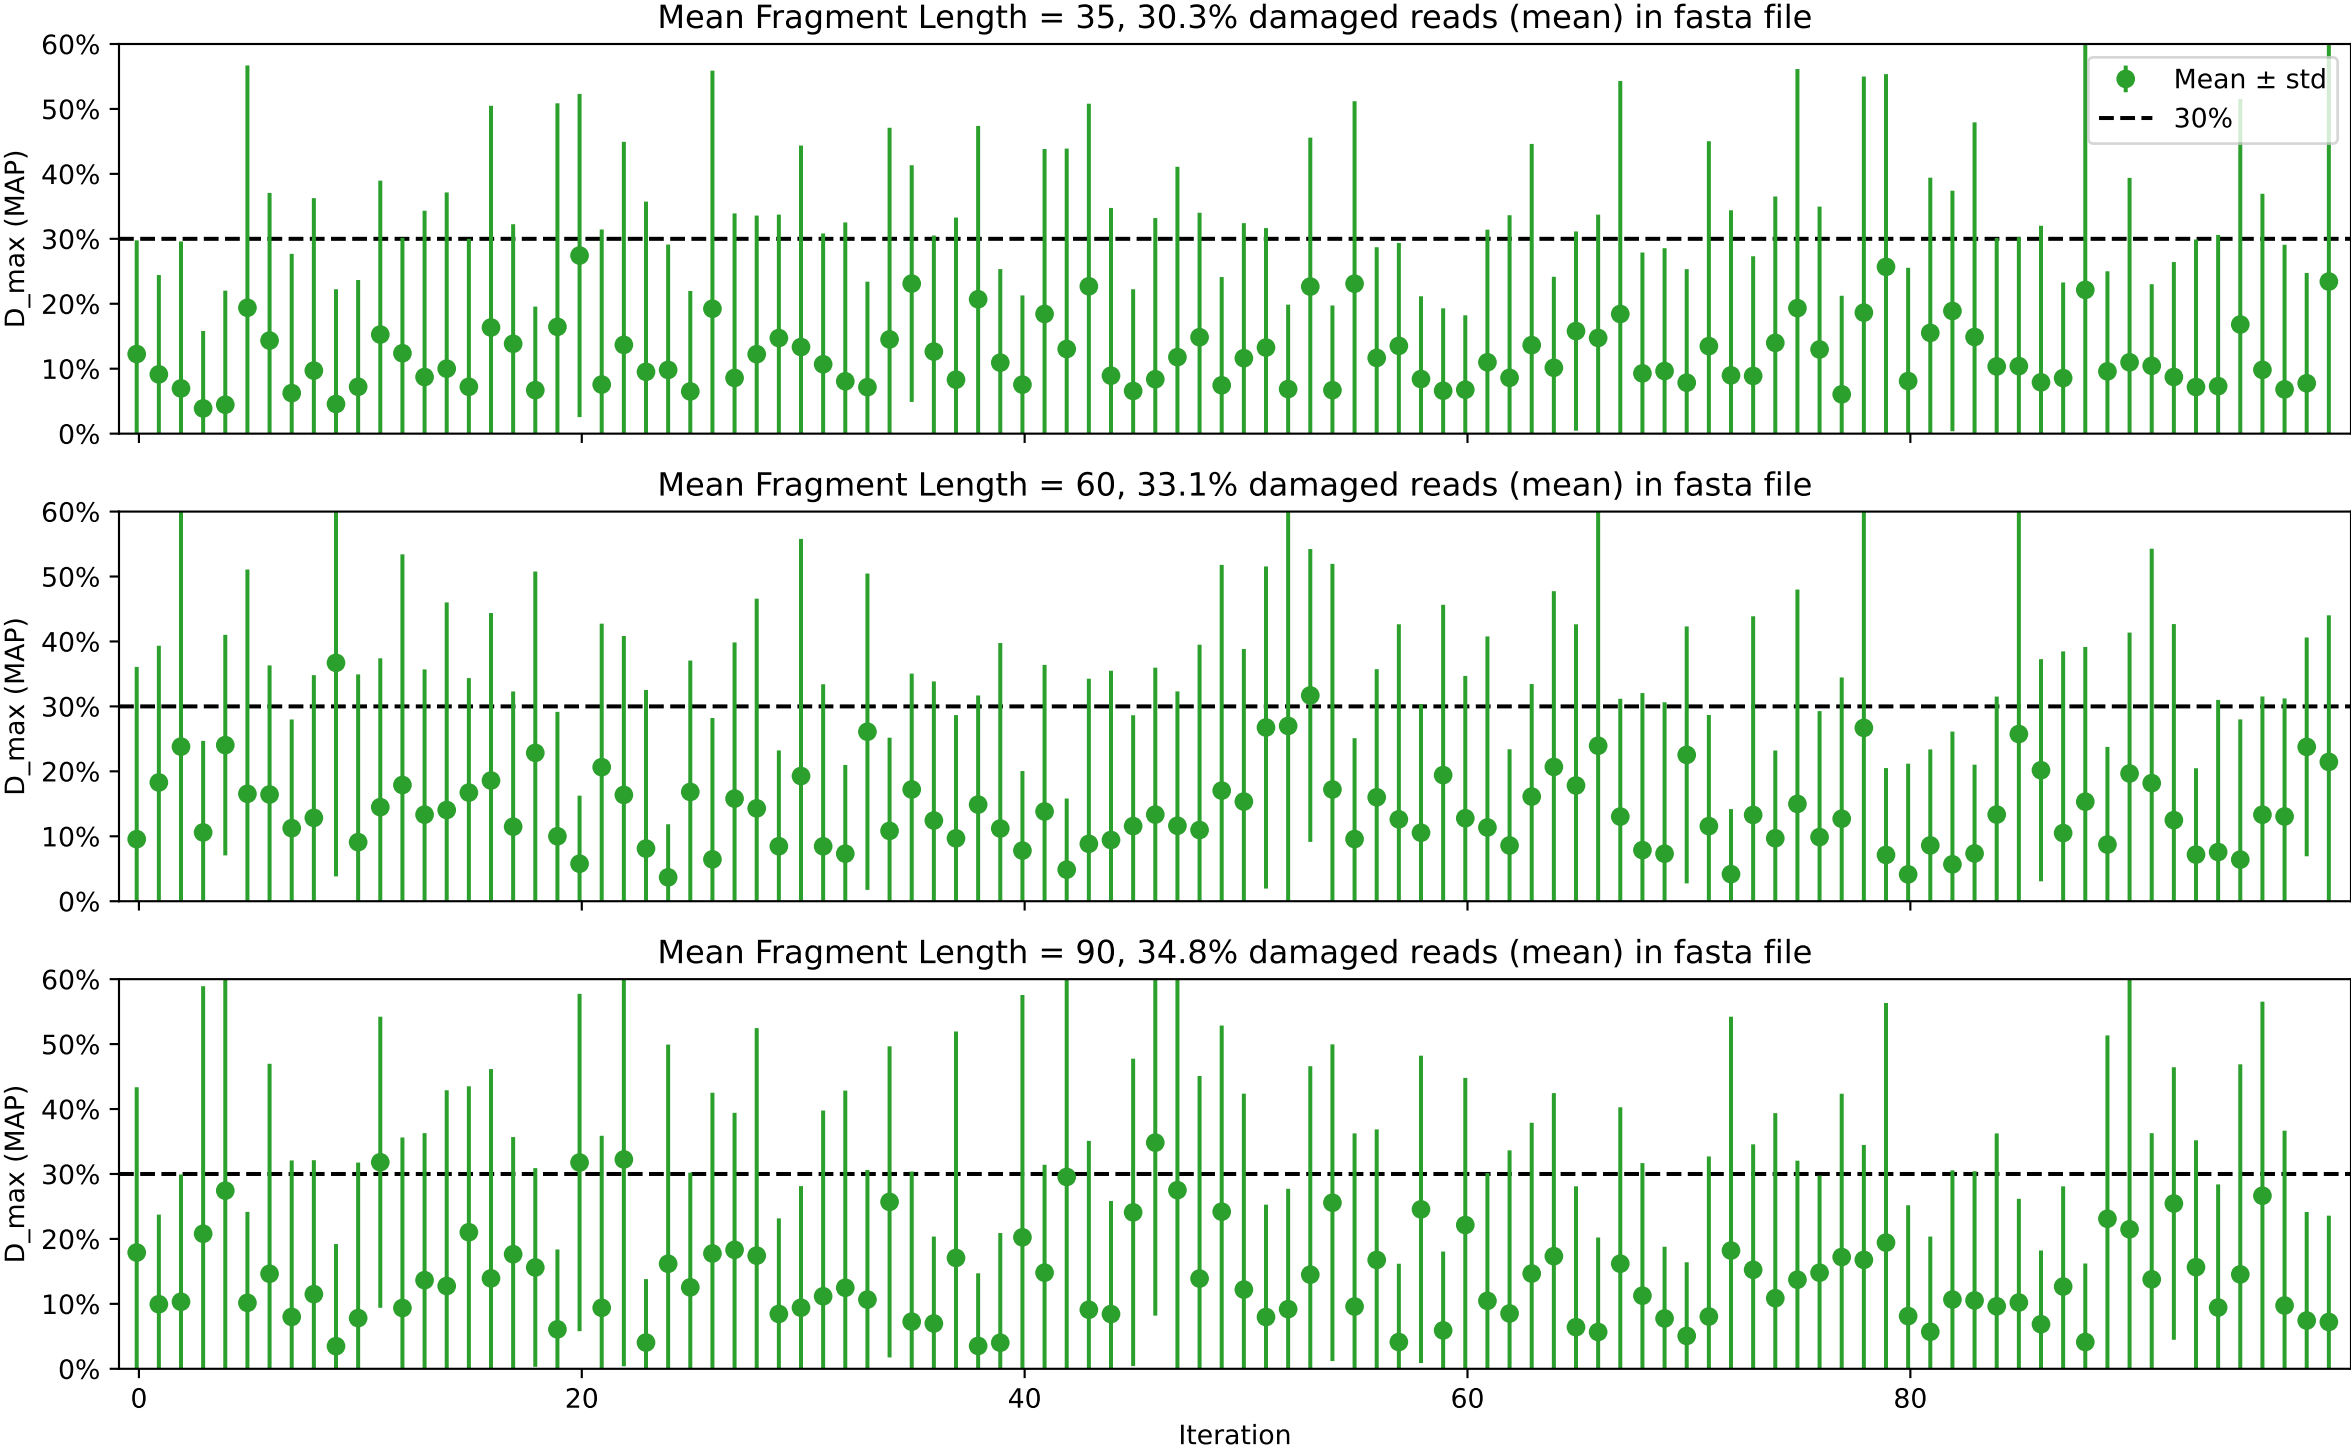 Mean Fragment Length = 35, 30.3% damaged reads (mean) in fasta file
60%
50%
40%
30%
20%
10%
0%
D_max (MAP)
Mean ± std
30%
Mean Fragment Length = 60, 33.1% damaged reads (mean) in fasta file
60%
50%
40%
30%
20%
10%
0%
D_max (MAP)
Mean Fragment Length = 90, 34.8% damaged reads (mean) in fasta file
60%
50%
40%
30%
20%
10%
0%
D_max (MAP)
0 20 40 60 80
Iteration